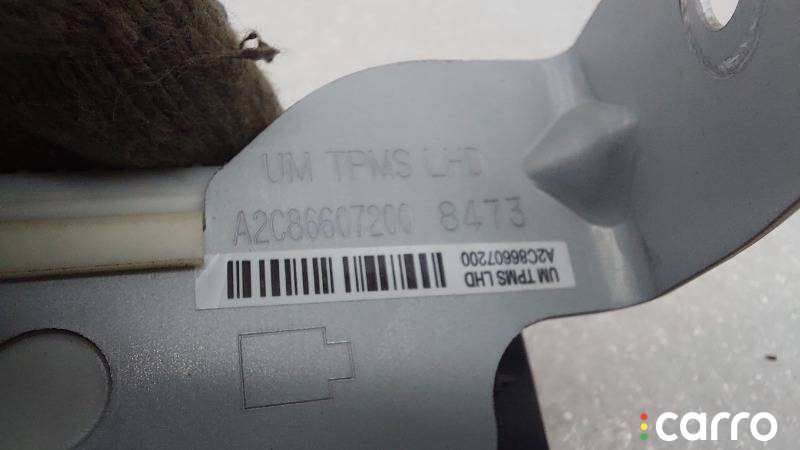 UM TPMS LHD
A2C86607200 8473
UM TPMS LHD
A2C86607200
carro